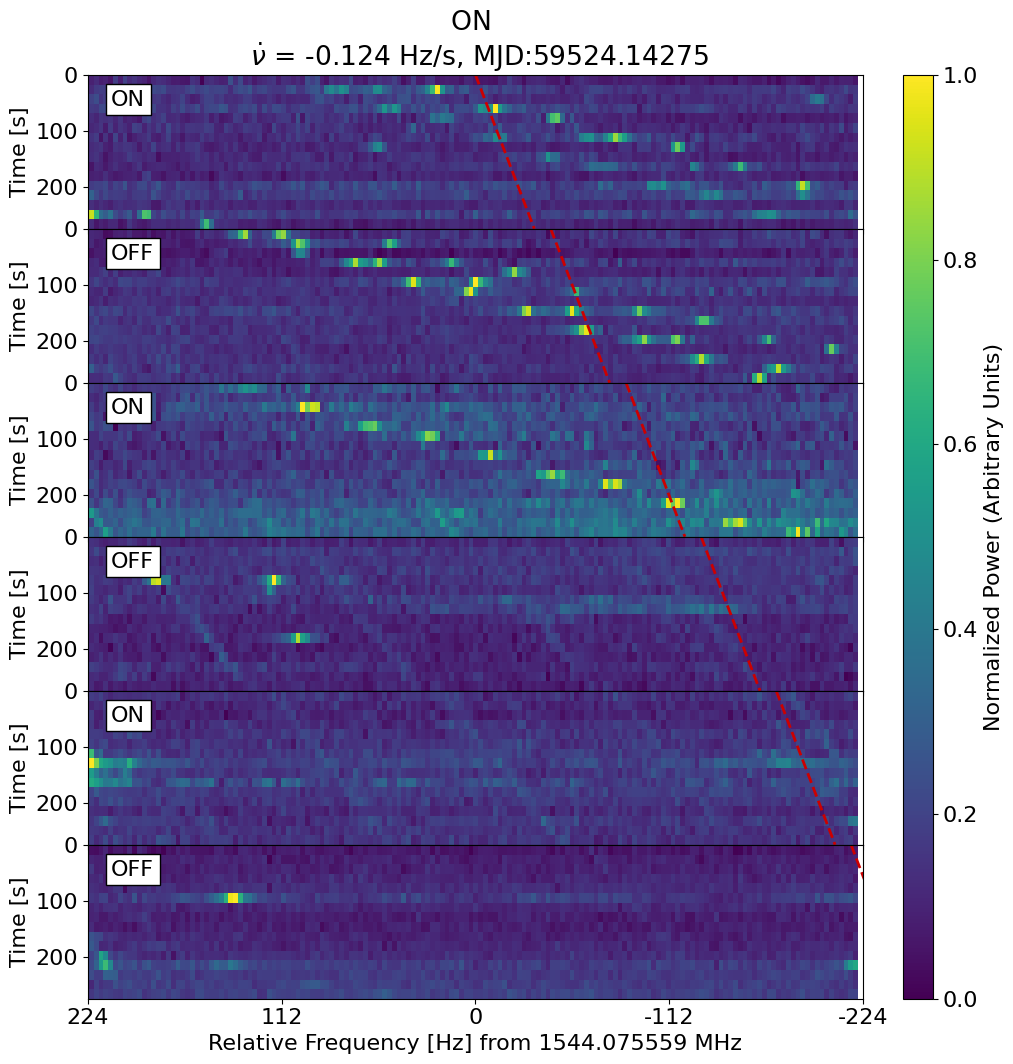 ON
ν̇ = -0.124 Hz/s, MJD:59524.14275
0
ON
100
200
Time [s]
0
OFF
100
200
Time [s]
0
ON
100
200
Time [s]
0
OFF
100
200
Time [s]
0
ON
100
200
Time [s]
0
OFF
100
200
Time [s]
224 112 0 -112 -224
Relative Frequency [Hz] from 1544.075559 MHz
1.0
0.8
0.6
0.4
0.2
0.0
Normalized Power (Arbitrary Units)